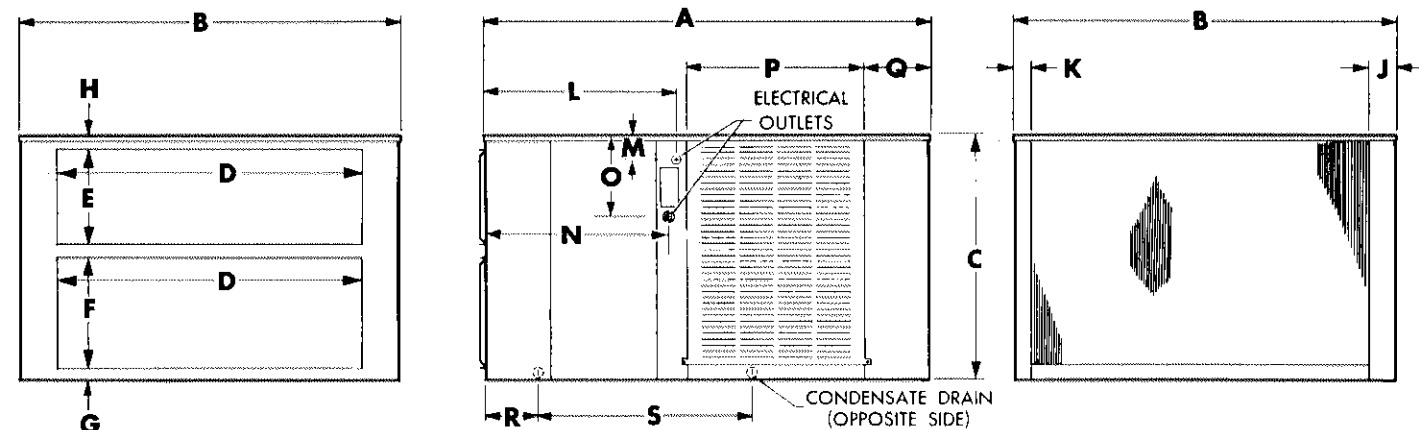 B
A
B
H
P
Q
K
J
L
ELECTRICAL
OUTLETS
M
O
D
E
N
C
D
F
G
R
S
CONDENSATE DRAIN
(OPPOSITE SIDE)